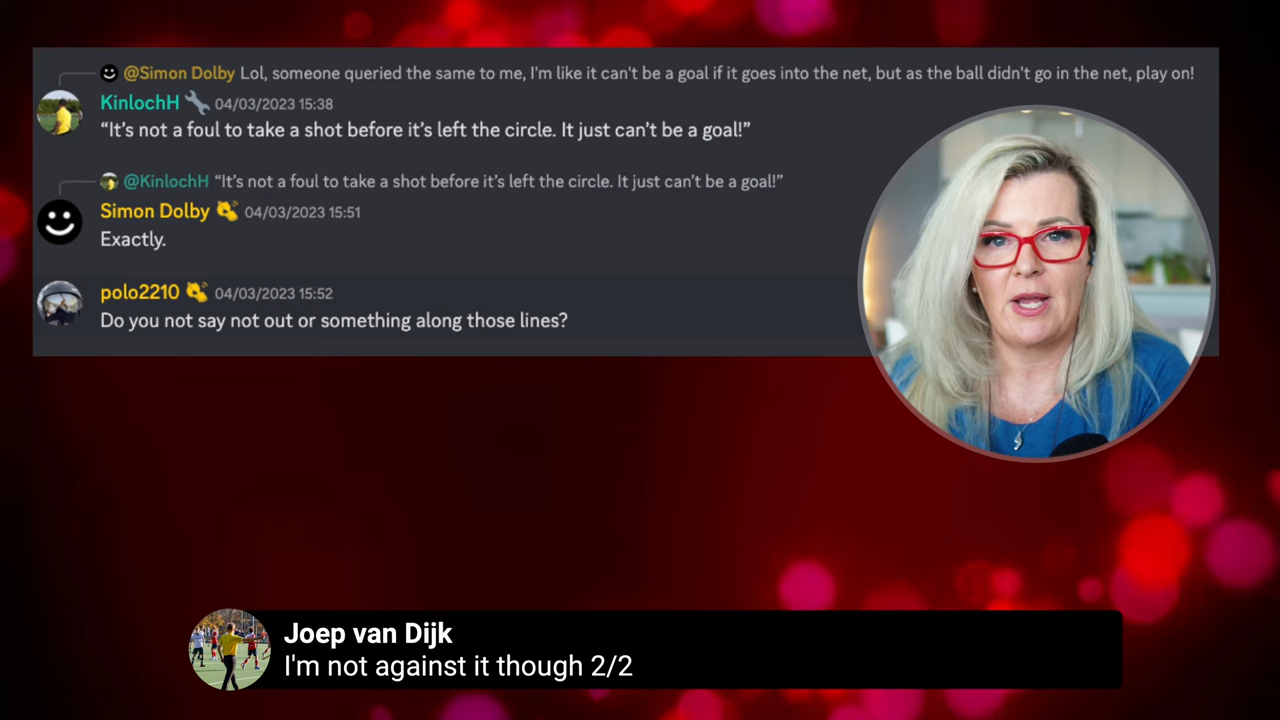 @Simon Dolby Lol, someone queried the same to me, I'm like it can't be a goal if it goes into the net, but as the ball didn't go in the net, play on!
KinlochH 04/03/2023 15:38
“It’s not a foul to take a shot before it’s left the circle. It just can’t be a goal!”
@KinlochH “It’s not a foul to take a shot before it’s left the circle. It just can’t be a goal!”
Simon Dolby 04/03/2023 15:51
Exactly.
polo2210 04/03/2023 15:52
Do you not say not out or something along those lines?
Joep van Dijk
I'm not against it though 2/2